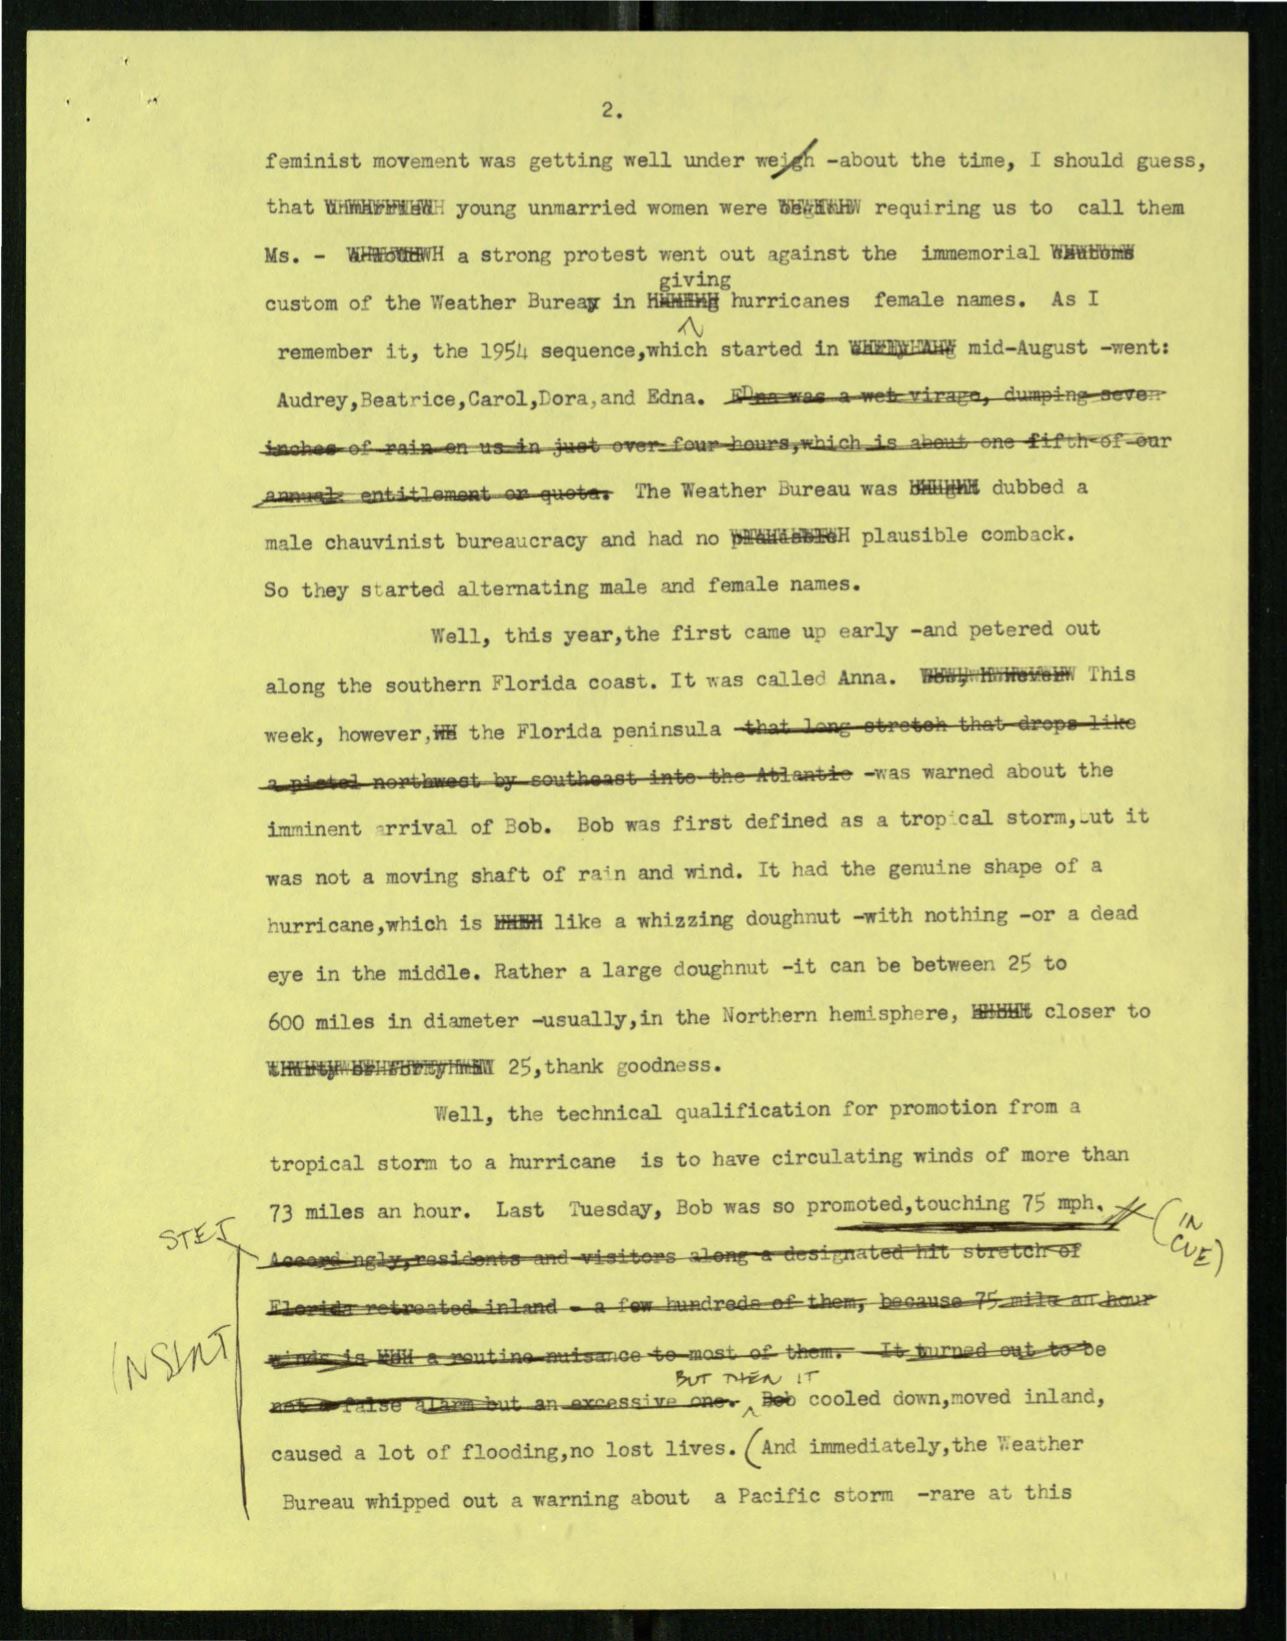 2.
feminist movement was getting well under weigh -about the time, I should guess,
that unmarried young unmarried women were requiring us to call them
Ms. - a strong protest went out against the immemorial
giving
custom of the Weather Bureay in hurricanes female names. As I
remember it, the 1954 sequence,which started in mid-August -went:
Audrey,Beatrice,Carol,Dora,and Edna. EDna was a wet virago, dumping seven
inches of rain on us in just over four hours,which is about one fifth of our
annual entitlement or quota. The Weather Bureau was dubbed a
male chauvinist bureaucracy and had no plausible comback.
So they started alternating male and female names.
Well, this year,the first came up early -and petered out
along the southern Florida coast. It was called Anna. This
week, however, the Florida peninsula that long stretch that drops like
a pistol northwest by southeast into the Atlantic -was warned about the
imminent arrival of Bob. Bob was first defined as a tropical storm,but it
was not a moving shaft of rain and wind. It had the genuine shape of a
hurricane,which is like a whizzing doughnut -with nothing -or a dead
eye in the middle. Rather a large doughnut -it can be between 25 to
600 miles in diameter -usually,in the Northern hemisphere, closer to
25,thank goodness.
Well, the technical qualification for promotion from a
tropical storm to a hurricane is to have circulating winds of more than
73 miles an hour. Last Tuesday, Bob was so promoted,touching 75 mph. (IN
CUE)
Accordingly,residents and visitors along a designated hit stretch of
Florida retreated inland - a few hundreds of them, because 75 mile an hour
INSERT
winds is a routine nuisance to most of them. It turned out to be
BUT THEN IT
not a false alarm but an excessive one. Bob cooled down,moved inland,
caused a lot of flooding,no lost lives. (And immediately,the Weather
Bureau whipped out a warning about a Pacific storm -rare at this